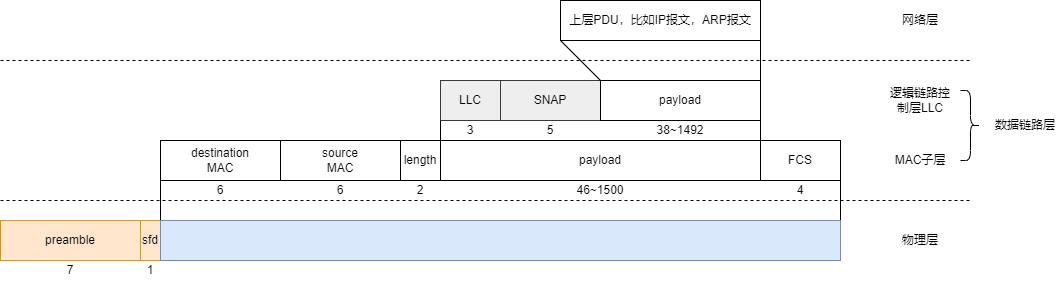 上层PDU，比如IP报文，ARP报文
网络层
LLC
SNAP
payload
逻辑链路控
制层LLC
3
5
38~1492
数据链路层
destination
MAC
source
MAC
length
payload
FCS
MAC子层
6
6
2
46~1500
4
preamble
sfd
物理层
7
1